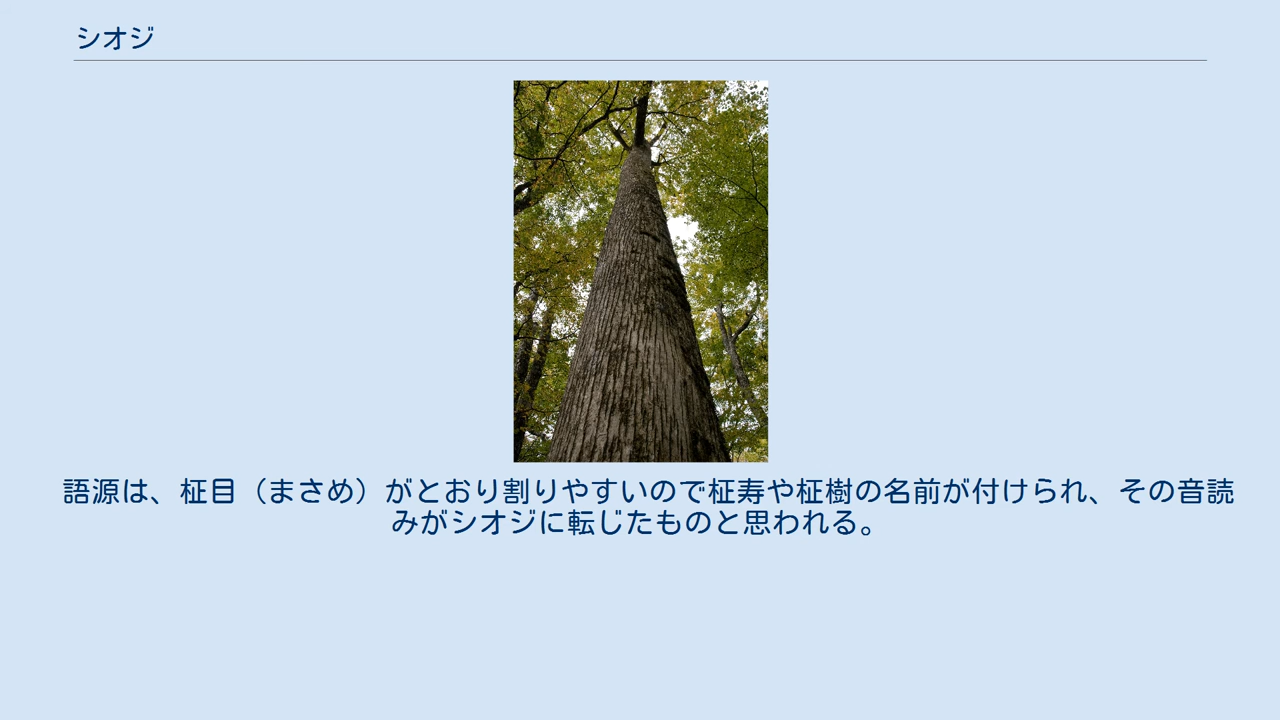 シオジ
語源は、柾目（まさめ）がとおり割りやすいので柾寿や柾樹の名前が付けられ、その音読
みがシオジに転じたものと思われる。